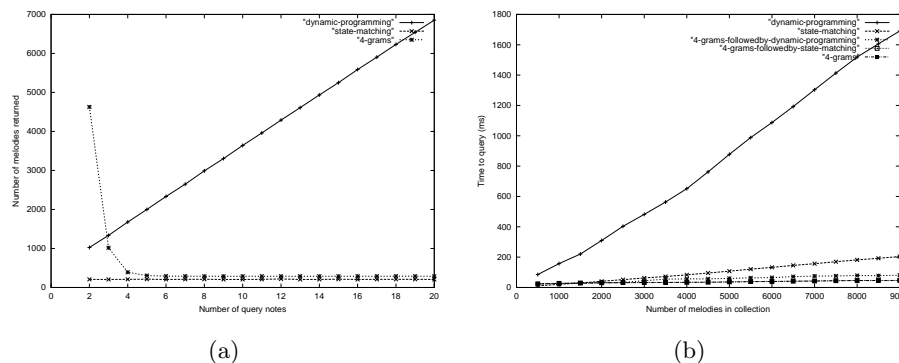 7000
6000
5000
4000
3000
2000
1000
0
0 2 4 6 8 10 12 14 16 18 20
Number of melodies returned
Number of query notes
"dynamic-programming"
"state-matching"
"4-grams"
(a)
1800
1600
1400
1200
1000
800
600
400
200
0
0 1000 2000 3000 4000 5000 6000 7000 8000 9000
Time to query (ms)
Number of melodies in collection
"dynamic-programming"
"state-matching"
"4-grams-followedby-dynamic-programming"
"4-grams-followedby-state-matching"
"4-grams"
(b)